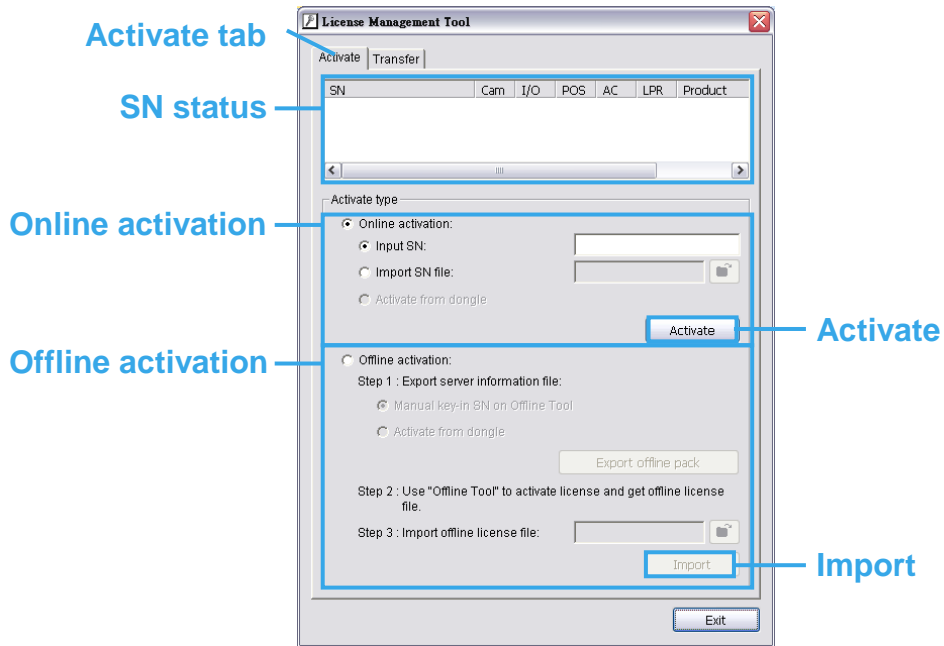 License Management Tool
Activate tab
Activate Transfer
SN Cam I/O POS AC LPR Product
SN status
Activate type
Online activation
Online activation:
Input SN:
Import SN file:
Activate from dongle
Activate
Activate
Offline activation
Offline activation:
Step 1 : Export server information file:
Manual key-in SN on Offline Tool
Activate from dongle
Export offline pack
Step 2 : Use "Offline Tool" to activate license and get offline license
file.
Step 3 : Import offline license file:
Import
Import
Exit